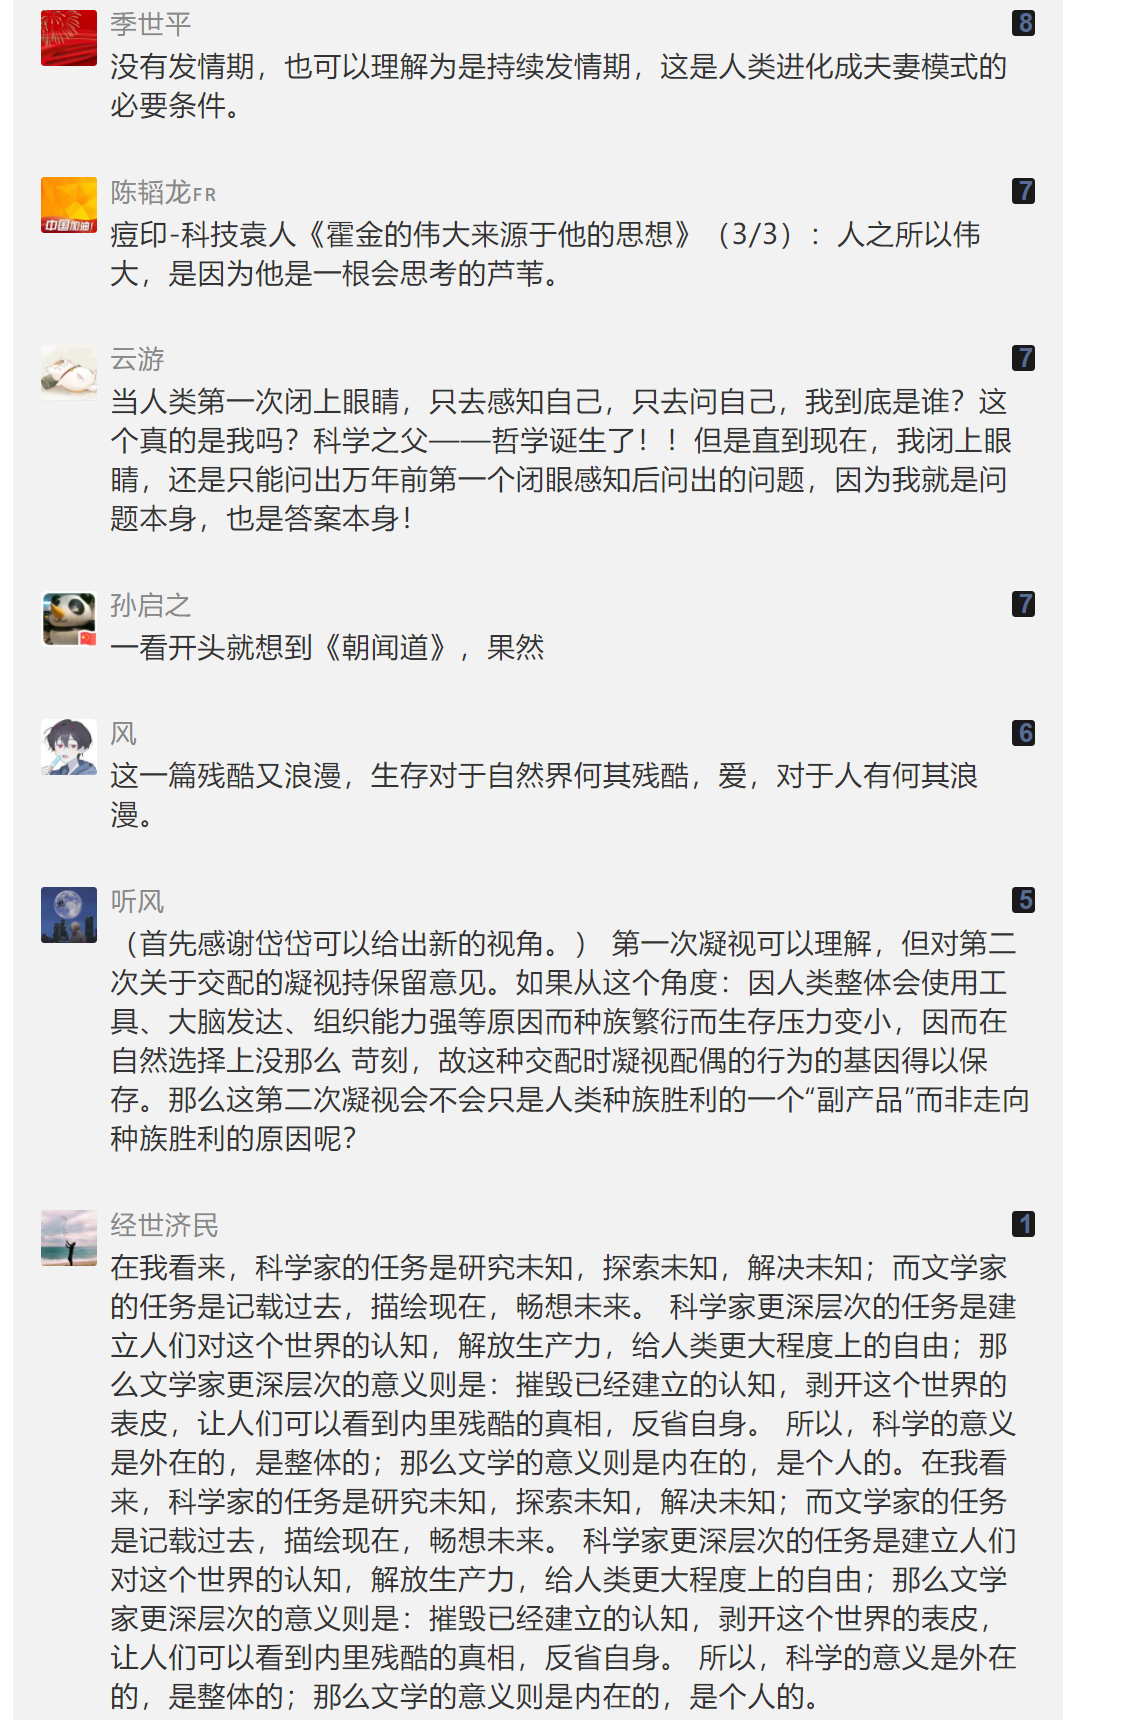 季世平 8
没有发情期，也可以理解为是持续发情期，这是人类进化成夫妻模式的
必要条件。
陈韬龙FR 7
中国加油！
痘印-科技袁人《霍金的伟大来源于他的思想》（3/3）：人之所以伟
大，是因为他是一根会思考的芦苇。
云游 7
当人类第一次闭上眼睛，只去感知自己，只去问自己，我到底是谁？这
个真的是我吗？科学之父——哲学诞生了！！但是直到现在，我闭上眼
睛，还是只能问出万年前第一个闭眼感知后问出的问题，因为我就是问
题本身，也是答案本身！
孙启之 7
一看开头就想到《朝闻道》，果然
风 6
这一篇残酷又浪漫，生存对于自然界何其残酷，爱，对于人有何其浪
漫。
听风 5
（首先感谢岱岱可以给出新的视角。） 第一次凝视可以理解，但对第二
次关于交配的凝视持保留意见。如果从这个角度：因人类整体会使用工
具、大脑发达、组织能力强等原因而种族繁衍而生存压力变小，因而在
自然选择上没那么 苛刻，故这种交配时凝视配偶的行为的基因得以保
存。那么这第二次凝视会不会只是人类种族胜利的一个“副产品”而非走向
种族胜利的原因呢？
经世济民 1
在我看来，科学家的任务是研究未知，探索未知，解决未知；而文学家
的任务是记载过去，描绘现在，畅想未来。 科学家更深层次的任务是建
立人们对这个世界的认知，解放生产力，给人类更大程度上的自由；那
么文学家更深层次的意义则是：摧毁已经建立的认知，剥开这个世界的
表皮，让人们可以看到内里残酷的真相，反省自身。 所以，科学的意义
是外在的，是整体的；那么文学的意义则是内在的，是个人的。在我看
来，科学家的任务是研究未知，探索未知，解决未知；而文学家的任务
是记载过去，描绘现在，畅想未来。 科学家更深层次的任务是建立人们
对这个世界的认知，解放生产力，给人类更大程度上的自由；那么文学
家更深层次的意义则是：摧毁已经建立的认知，剥开这个世界的表皮，
让人们可以看到内里残酷的真相，反省自身。 所以，科学的意义是外在
的，是整体的；那么文学的意义则是内在的，是个人的。